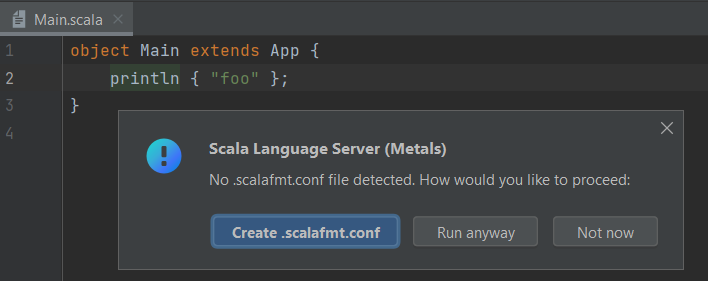 Main.scala
1 object Main extends App {
2 println { "foo" };
3 }
4
Scala Language Server (Metals)
No .scalafmt.conf file detected. How would you like to proceed:
Create .scalafmt.conf Run anyway Not now